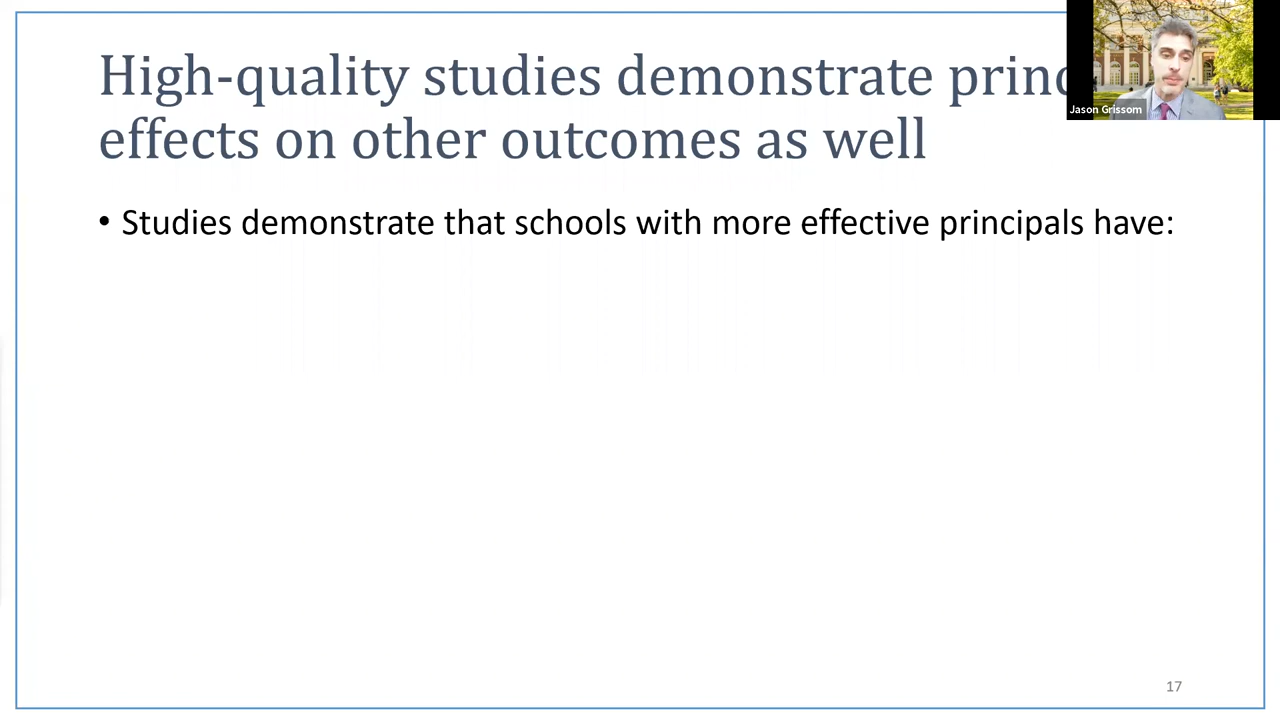 High-quality studies demonstrate
effects on other outcomes as well
Jason Grissom
• Studies demonstrate that schools with more effective principals have:
17